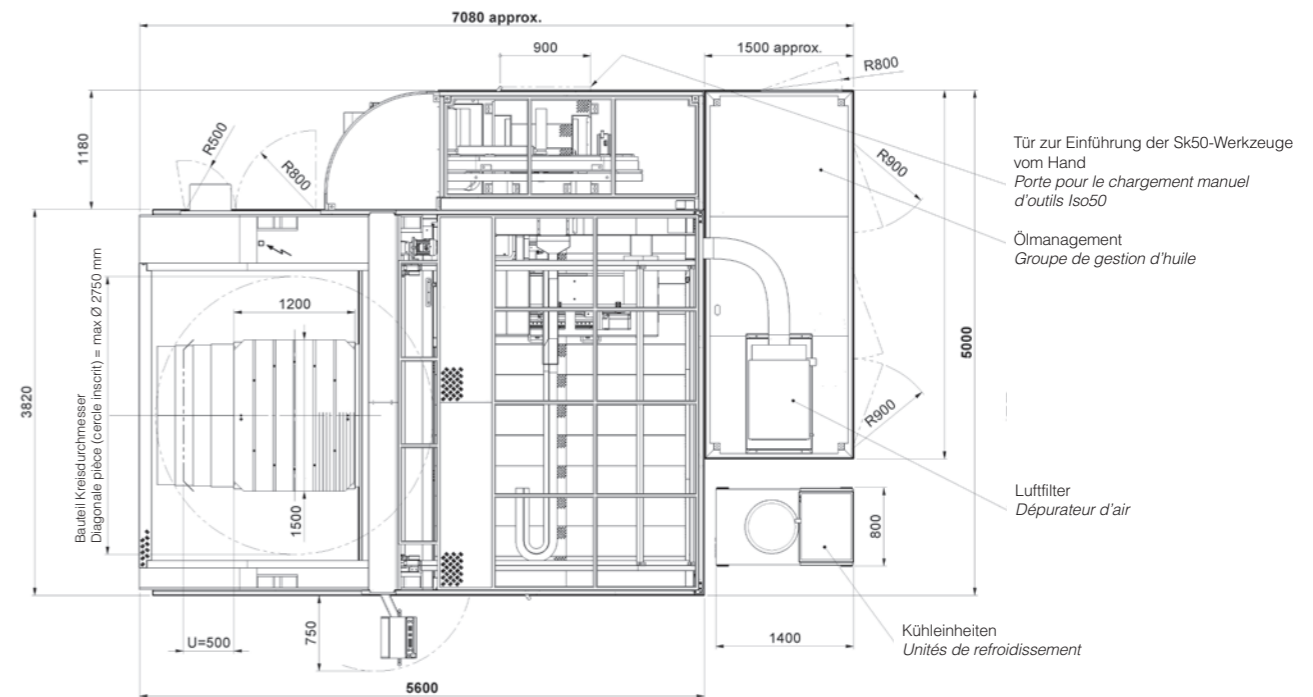 7080 approx.
900
1500 approx.
R800
1180
R500
R800
R900
Tür zur Einführung der Sk50-Werkzeuge
vom Hand
Porte pour le chargement manuel
d'outils Iso50
Ölmanagement
Groupe de gestion d'huile
3820
Bauteil Kreisdurchmesser
Diagonale pièce (cercle inscrit) = max Ø 2750 mm
1200
1500
5000
R900
Luftfilter
Dépurateur d'air
800
U=500
750
1400
Kühleinheiten
Unités de refroidissement
5600